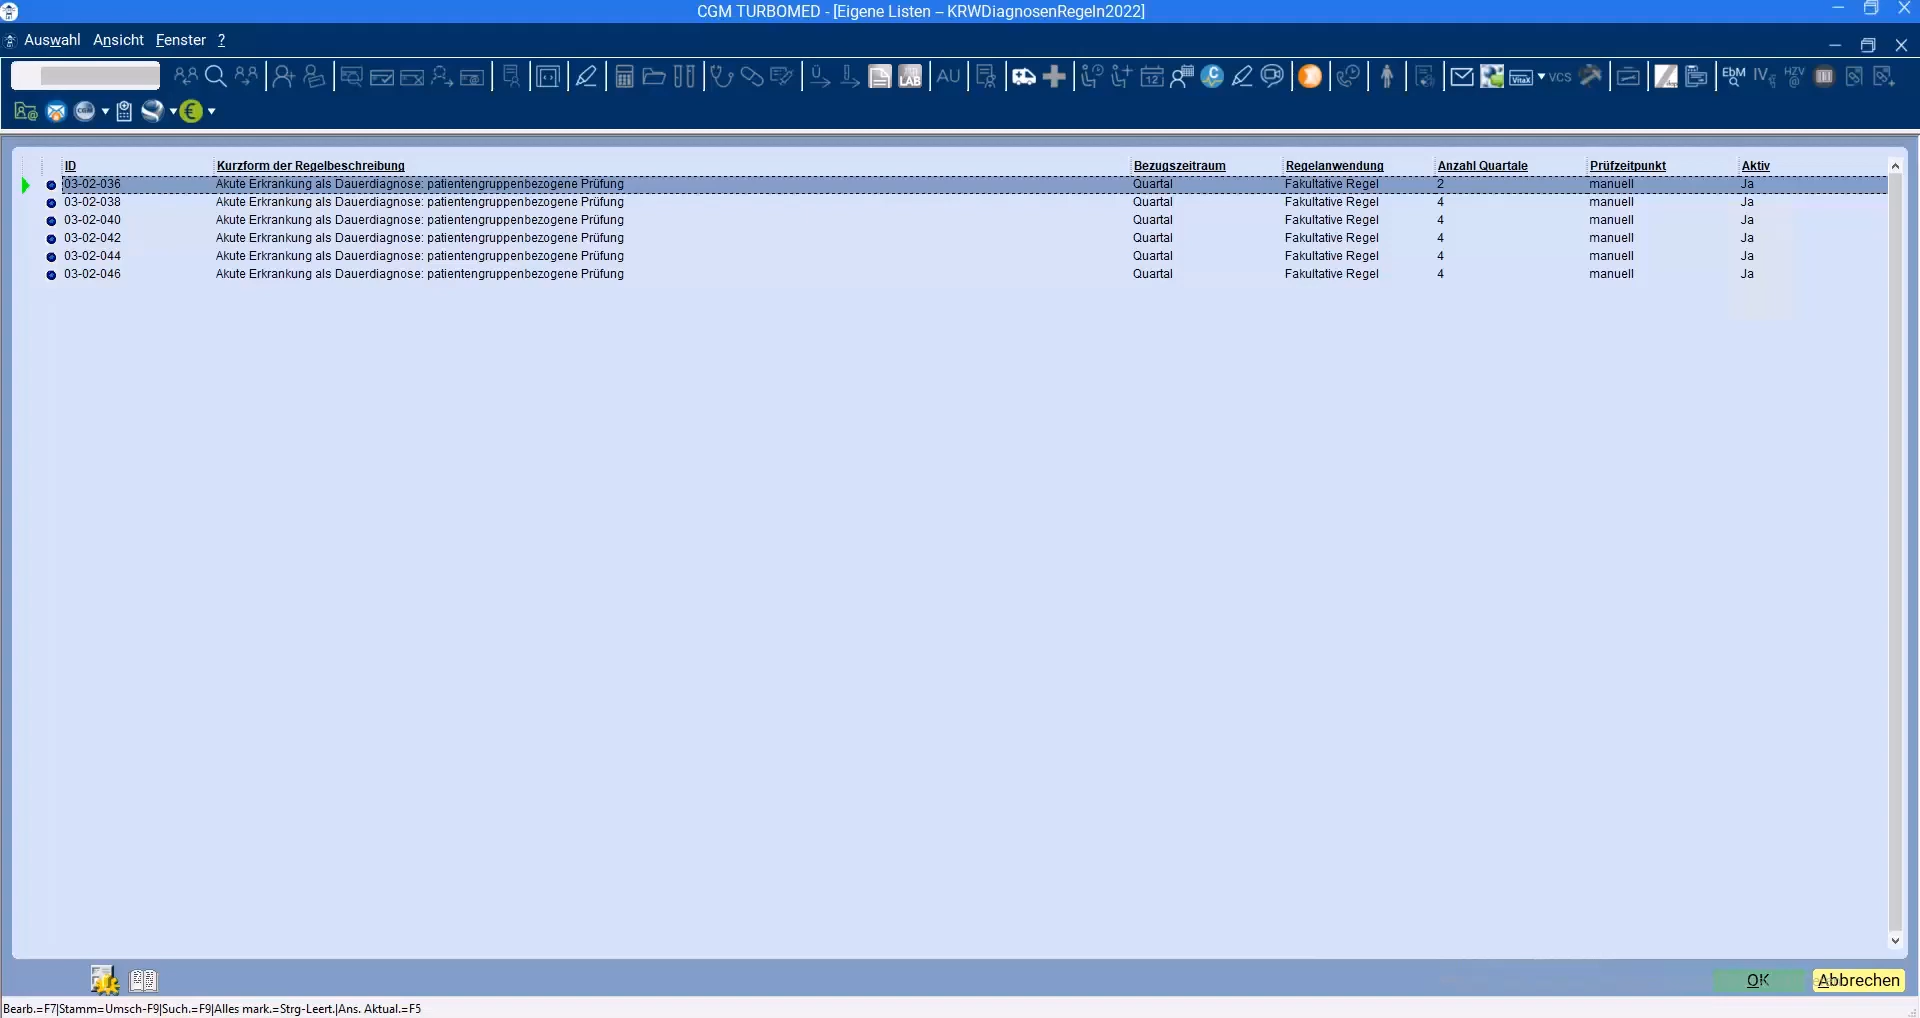 CGM TURBOMED - [Eigene Listen – KRWDiagnosenRegeln2022]
Auswahl Ansicht Fenster ?
LAB AU 12 C VitaX VCS EbM IV HZV @
CGM €
ID Kurzform der Regelbeschreibung Bezugszeitraum Regelanwendung Anzahl Quartale Prüfzeitpunkt Aktiv
03-02-036 Akute Erkrankung als Dauerdiagnose: patientengruppenbezogene Prüfung Quartal Fakultative Regel 2 manuell Ja
03-02-038 Akute Erkrankung als Dauerdiagnose: patientengruppenbezogene Prüfung Quartal Fakultative Regel 4 manuell Ja
03-02-040 Akute Erkrankung als Dauerdiagnose: patientengruppenbezogene Prüfung Quartal Fakultative Regel 4 manuell Ja
03-02-042 Akute Erkrankung als Dauerdiagnose: patientengruppenbezogene Prüfung Quartal Fakultative Regel 4 manuell Ja
03-02-044 Akute Erkrankung als Dauerdiagnose: patientengruppenbezogene Prüfung Quartal Fakultative Regel 4 manuell Ja
03-02-046 Akute Erkrankung als Dauerdiagnose: patientengruppenbezogene Prüfung Quartal Fakultative Regel 4 manuell Ja
OK Abbrechen
Bearb.=F7|Stamm=Umsch-F9|Such.=F9|Alles mark.=Strg-Leert.|Ans. Aktual.=F5